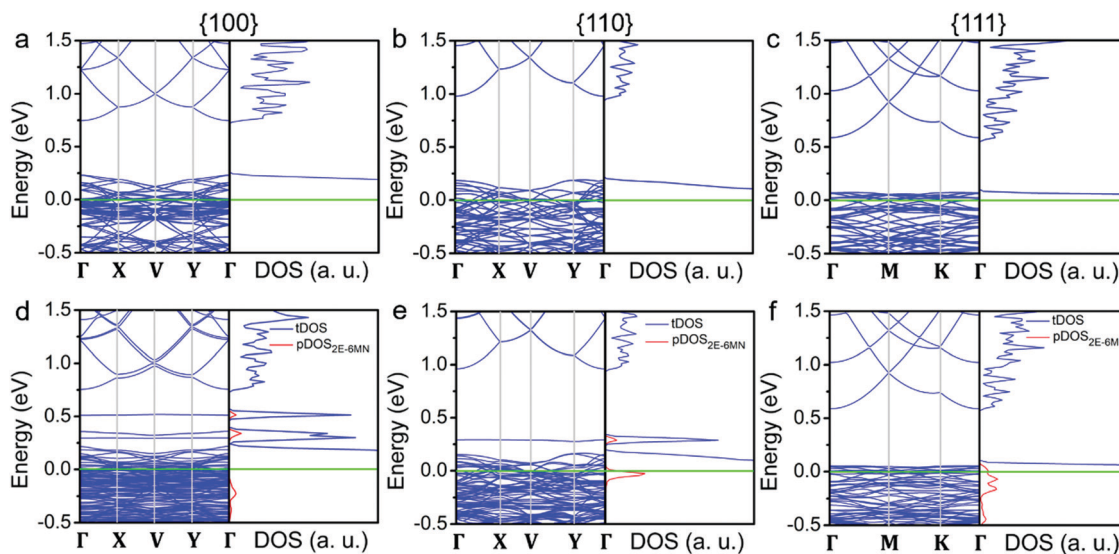 {100} {110} {111}
a b c
1.5 1.5 1.5
1.0 1.0 1.0
0.5 0.5 0.5
0.0 0.0 0.0
-0.5 -0.5 -0.5
Energy (eV) Energy (eV) Energy (eV)
Γ X V Y Γ DOS (a. u.) Γ X V Y Γ DOS (a. u.) Γ M K Γ DOS (a. u.)
d e f
1.5 1.5 1.5
tDOS tDOS tDOS
pDOS2E-6MN pDOS2E-6MN pDOS2E-6M
1.0 1.0 1.0
0.5 0.5 0.5
0.0 0.0 0.0
-0.5 -0.5 -0.5
Energy (eV) Energy (eV) Energy (eV)
Γ X V Y Γ DOS (a. u.) Γ X V Y Γ DOS (a. u.) Γ M K Γ DOS (a. u.)